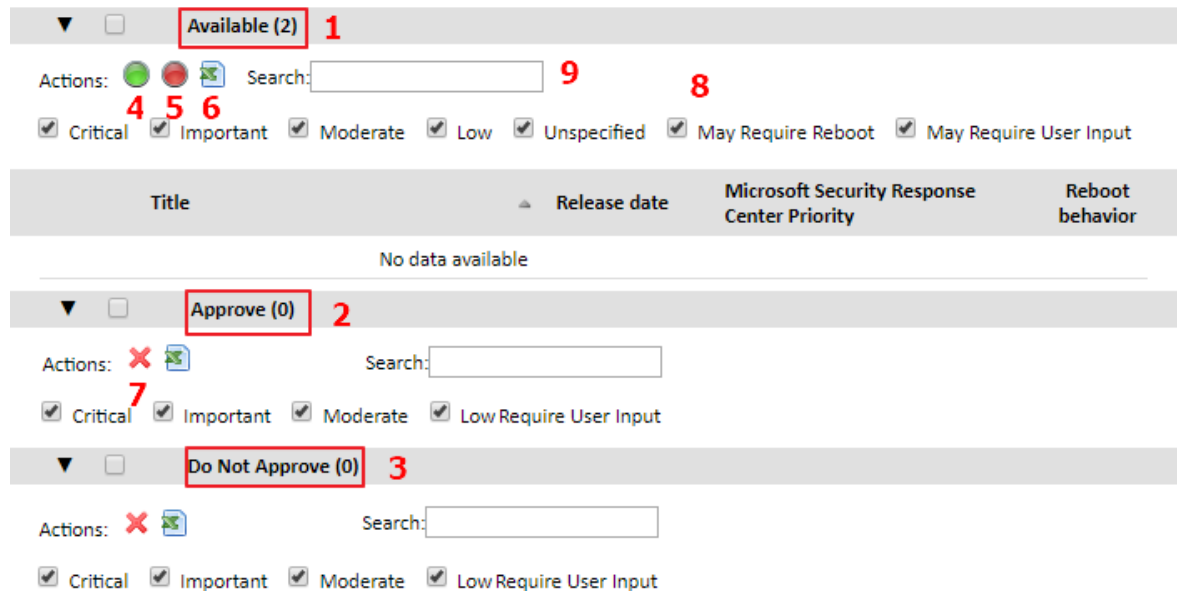 Available (2) 1
Actions: Search: 9
4 5 6 8
Critical Important Moderate Low Unspecified May Require Reboot May Require User Input
Title Release date Microsoft Security Response Center Priority Reboot behavior
No data available
Approve (0) 2
Actions: Search:
7
Critical Important Moderate Low Require User Input
Do Not Approve (0) 3
Actions: Search:
Critical Important Moderate Low Require User Input